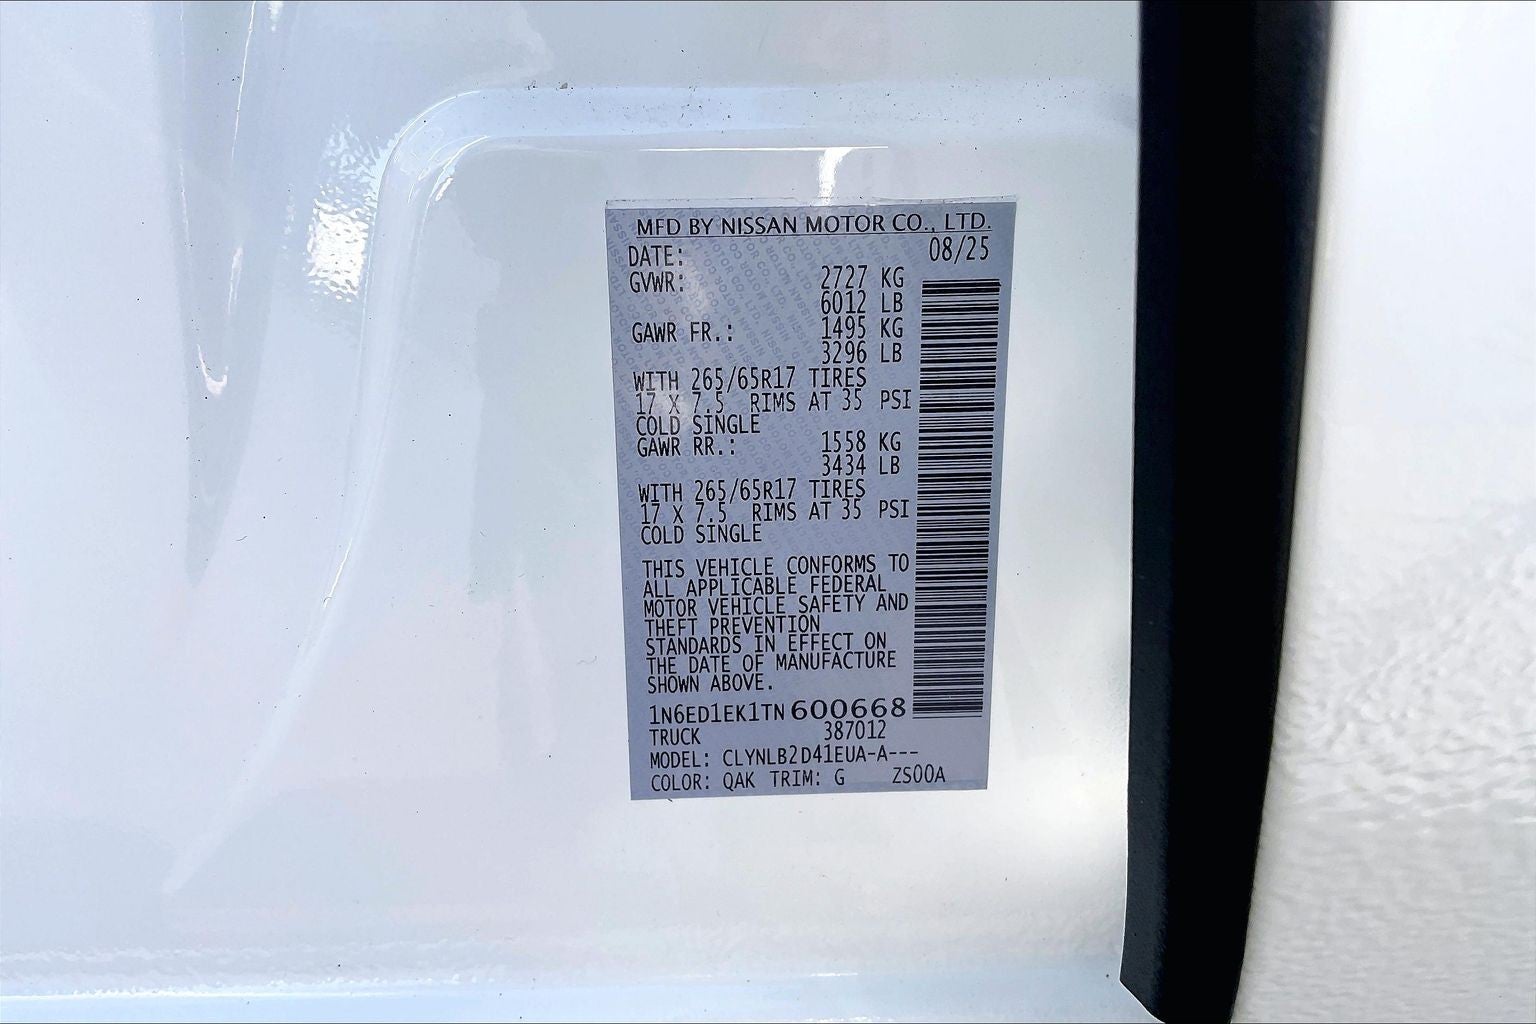 MFD BY NISSAN MOTOR CO., LTD.
DATE: 08/25
GVWR: 2727 KG
6012 LB
GAWR FR.: 1495 KG
3296 LB
WITH 265/65R17 TIRES
17 X 7.5 RIMS AT 35 PSI
COLD SINGLE
GAWR RR.: 1558 KG
3434 LB
WITH 265/65R17 TIRES
17 X 7.5 RIMS AT 35 PSI
COLD SINGLE
THIS VEHICLE CONFORMS TO
ALL APPLICABLE FEDERAL
MOTOR VEHICLE SAFETY AND
THEFT PREVENTION
STANDARDS IN EFFECT ON
THE DATE OF MANUFACTURE
SHOWN ABOVE.
1N6ED1EK1TN600668
TRUCK 387012
MODEL: CLYNLB2D41EUA-A---
COLOR: QAK TRIM: G ZS00A